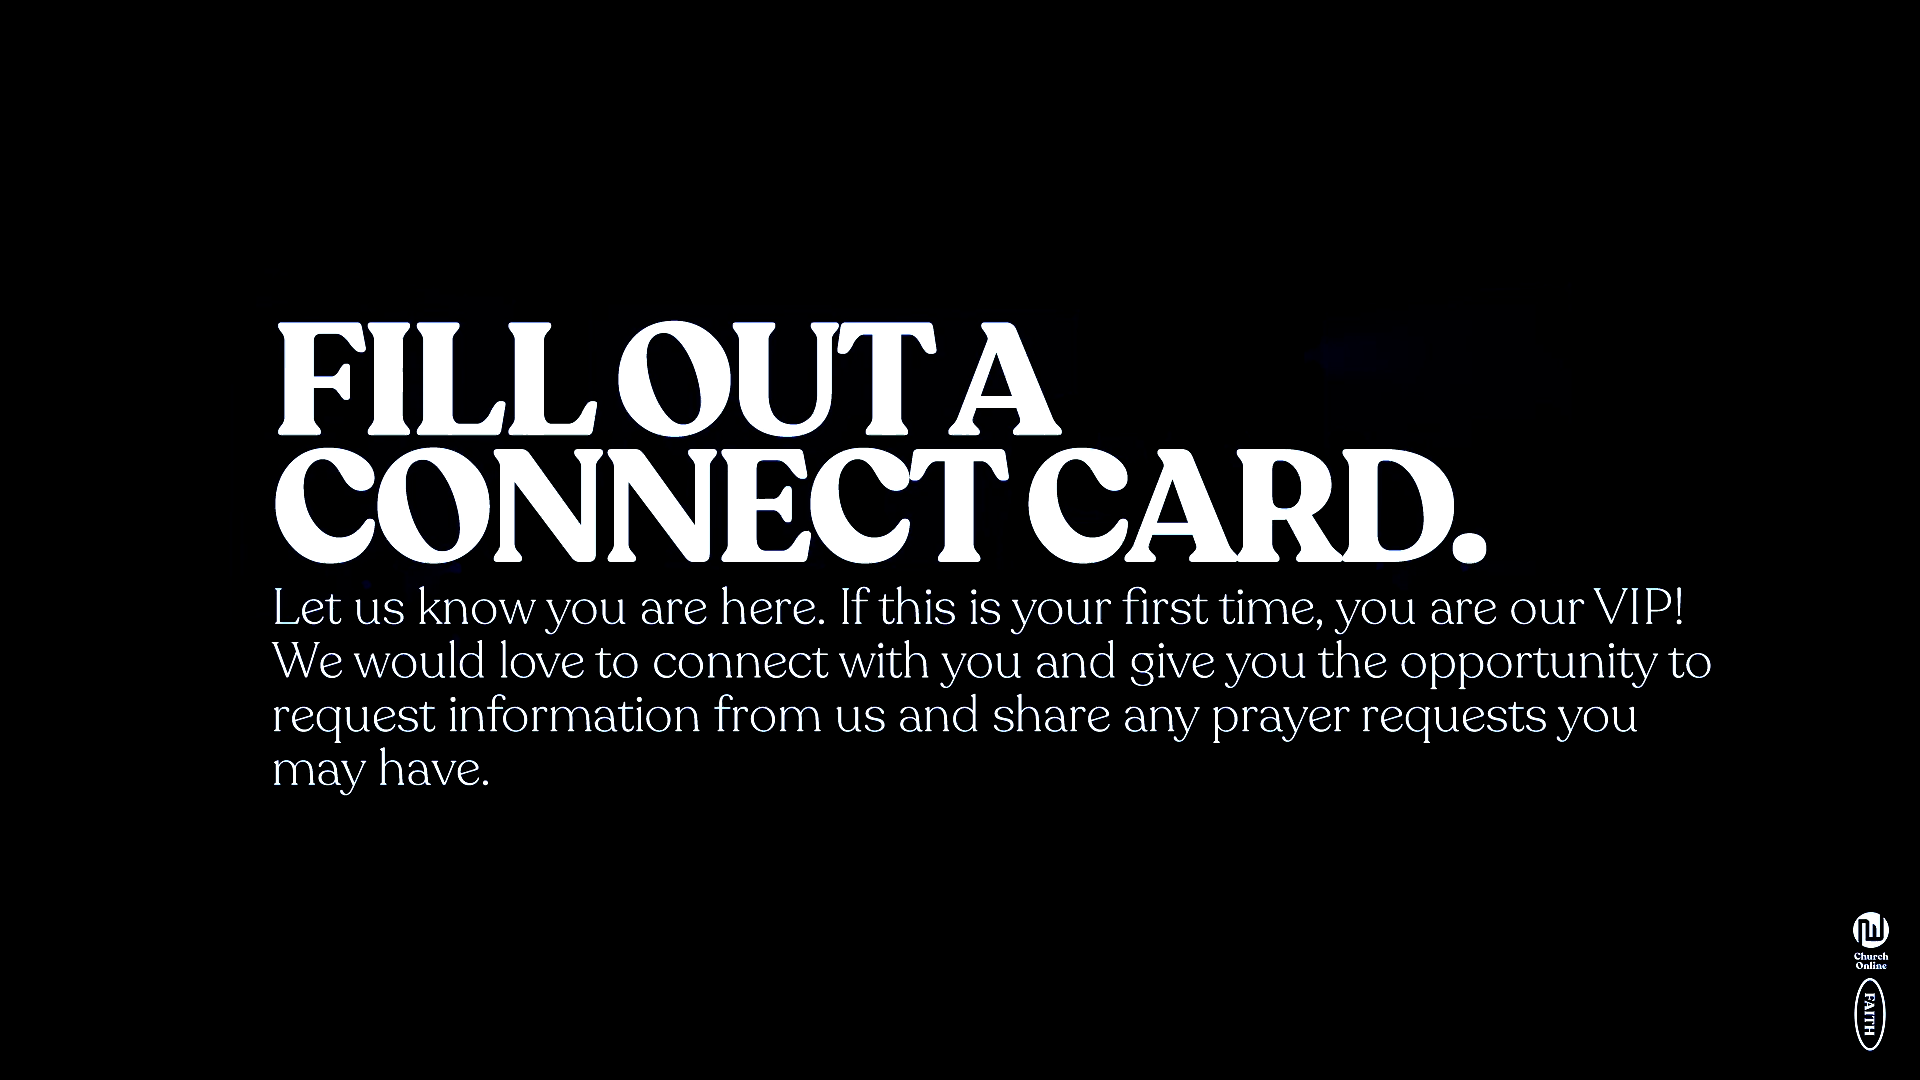 FILL OUT A
CONNECT CARD.
Let us know you are here. If this is your first time, you are our VIP!
We would love to connect with you and give you the opportunity to
request information from us and share any prayer requests you
may have.
Church
Online
FAITH